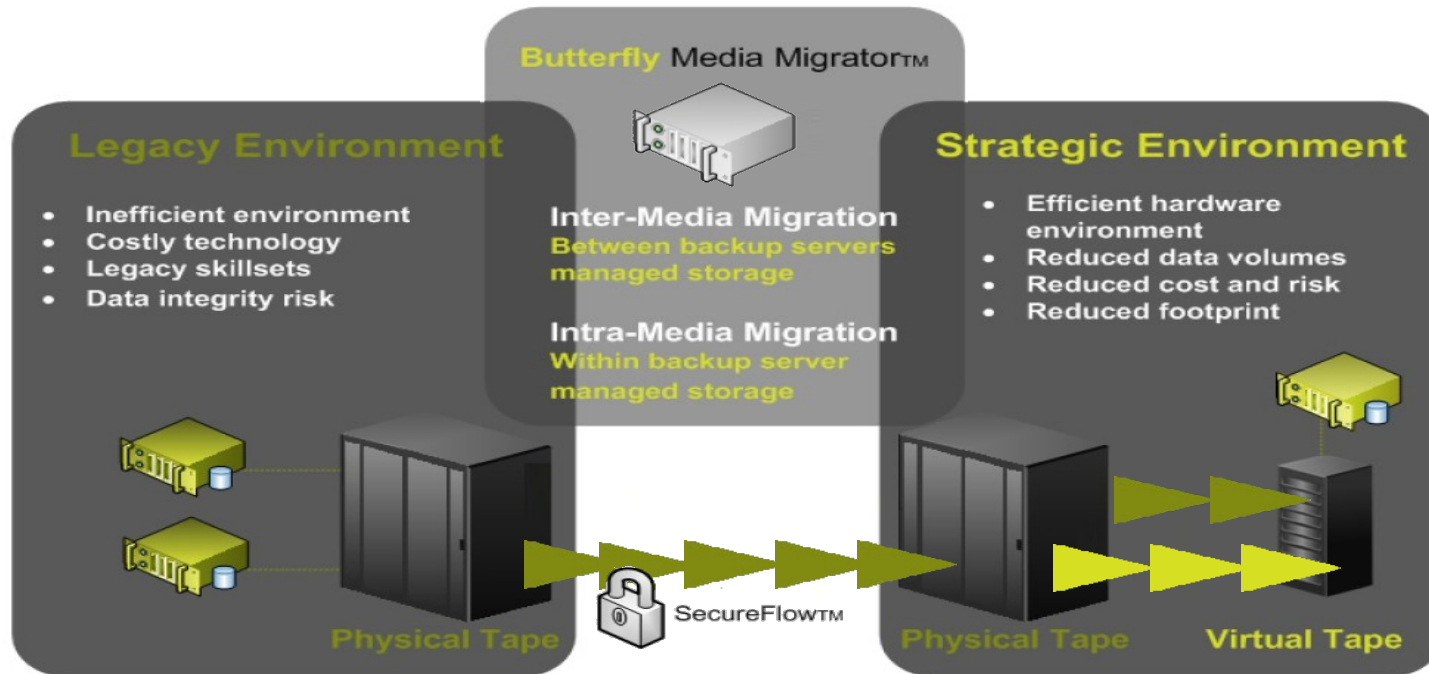 Butterfly Media Migrator™
Legacy Environment
• Inefficient environment
• Costly technology
• Legacy skillsets
• Data integrity risk
Inter-Media Migration
Between backup servers
managed storage
Intra-Media Migration
Within backup server
managed storage
Strategic Environment
• Efficient hardware
environment
• Reduced data volumes
• Reduced cost and risk
• Reduced footprint
SecureFlow™
Physical Tape
Physical Tape
Virtual Tape